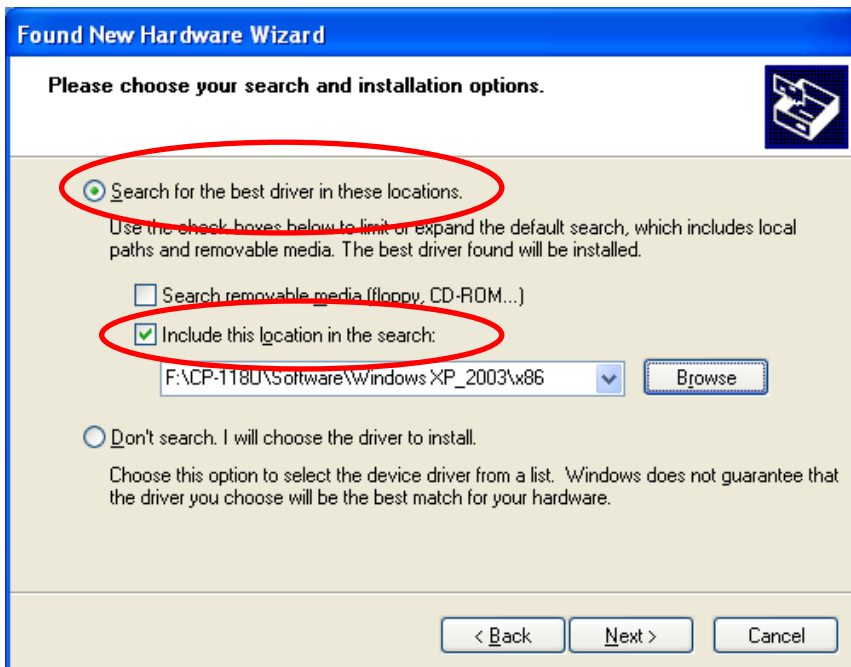 Found New Hardware Wizard
Please choose your search and installation options.
Search for the best driver in these locations.
Use the check boxes below to limit or expand the default search, which includes local
paths and removable media. The best driver found will be installed.
Search removable media (floppy, CD-ROM...)
Include this location in the search:
F:\CP-118U\Software\Windows XP_2003\x86
Browse
Don't search. I will choose the driver to install.
Choose this option to select the device driver from a list. Windows does not guarantee that
the driver you choose will be the best match for your hardware.
< Back
Next >
Cancel